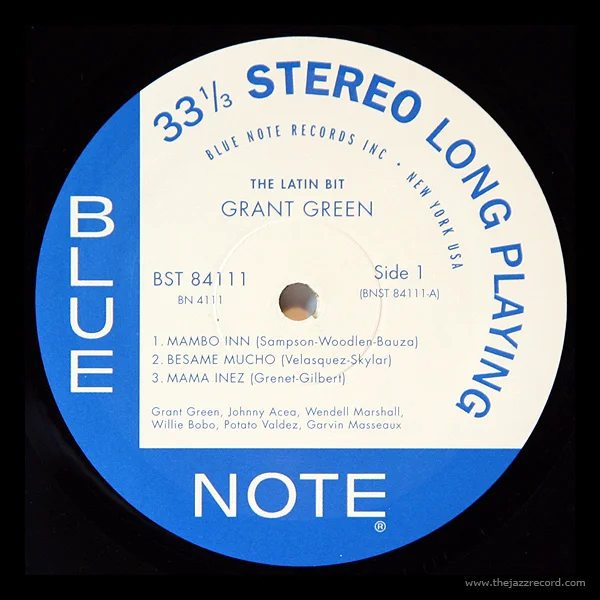 33⅓ STEREO LONG PLAYING
BLUE NOTE RECORDS INC • NEW YORK USA
THE LATIN BIT
GRANT GREEN
BST 84111
BN 4111
Side 1
(BNST 84111-A)
1. MAMBO INN (Sampson-Woodlen-Bauza)
2. BESAME MUCHO (Velasquez-Skylar)
3. MAMA INEZ (Grenet-Gilbert)
Grant Green, Johnny Acea, Wendell Marshall,
Willie Bobo, Potato Valdez, Garvin Masseaux
BLUE
NOTE®
www.thejazzrecord.com